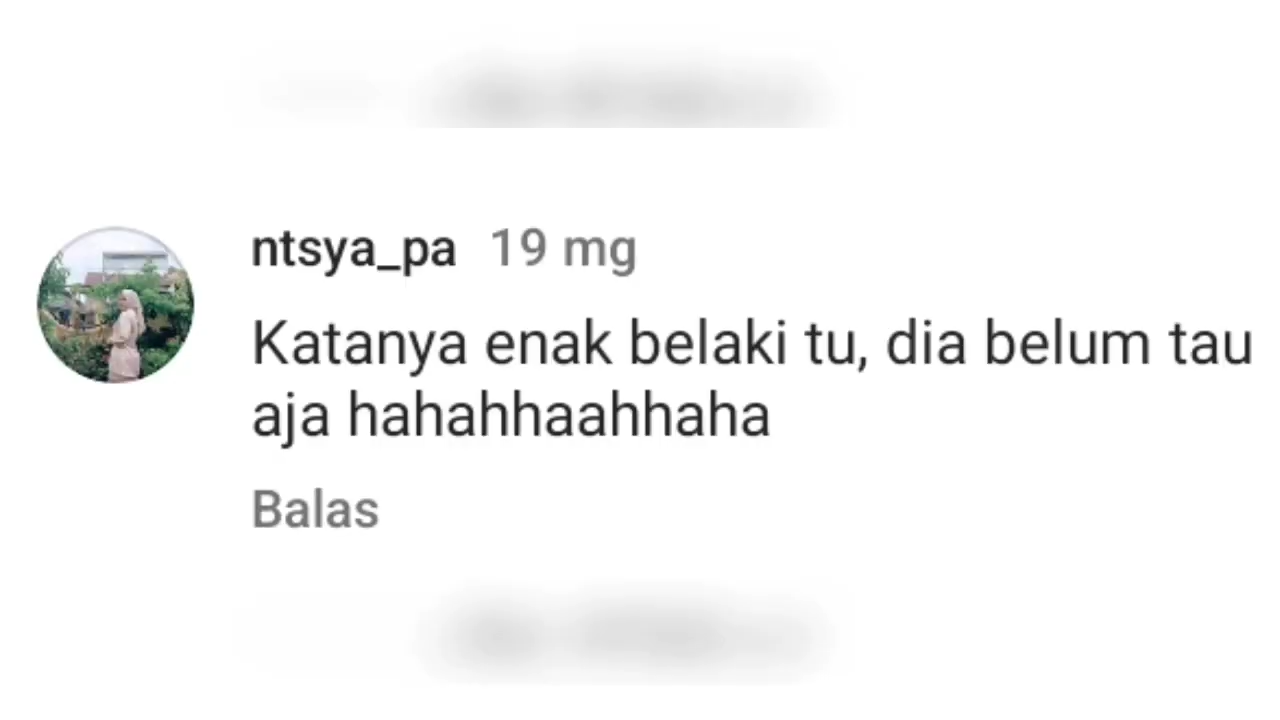 ntsya_pa 19 mg
Katanya enak belaki tu, dia belum tau
aja hahahhaahhaha
Balas